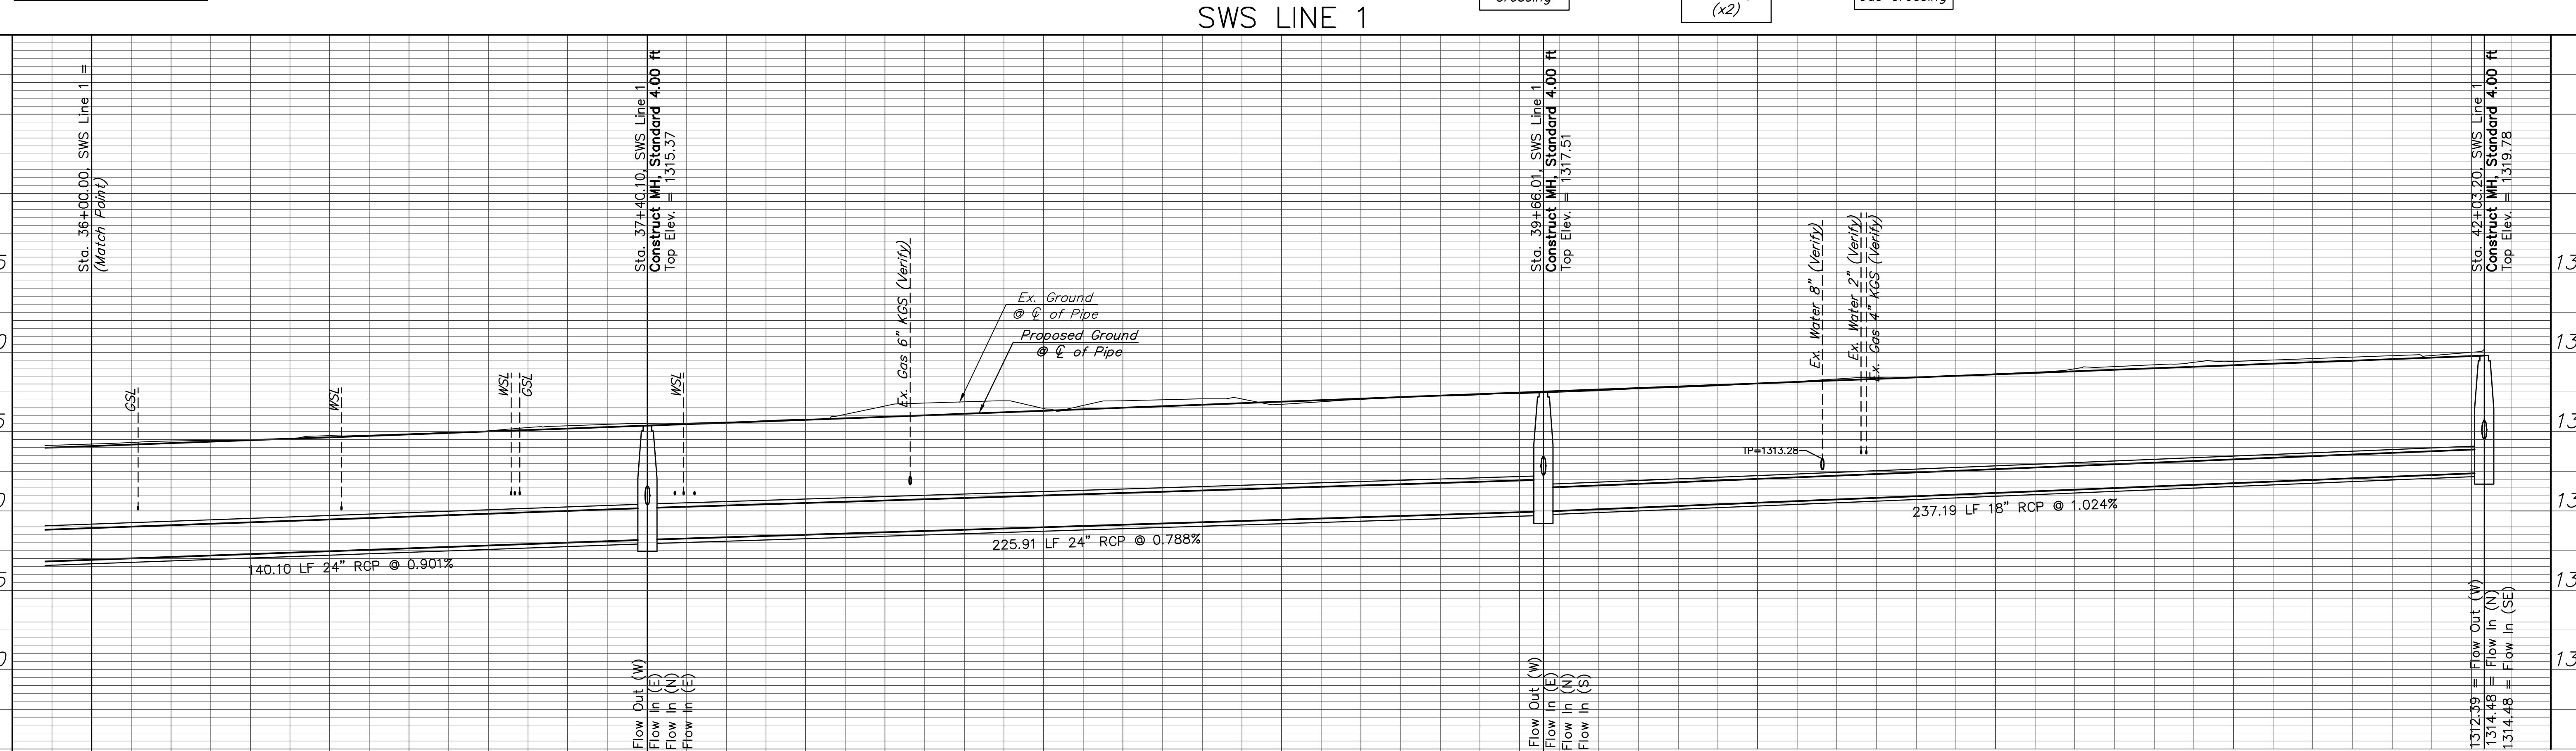 SWS LINE 1
(x2)
Sta. 36+00.00, SWS Line 1 =
(Match Point)
Sta. 37+40.10, SWS Line 1
Construct MH, Standard 4.00 ft
Top Elev. = 1315.37
Sta. 39+66.01, SWS Line 1
Construct MH, Standard 4.00 ft
Top Elev. = 1317.51
Sta. 42+03.20, SWS Line 1
Construct MH, Standard 4.00 ft
Top Elev. = 1319.78
GSL
WSL
WSL
GSL
WSL
Ex. Gas 6" KGS (Verify)
Ex. Ground
@ ℄ of Pipe
Proposed Ground
@ ℄ of Pipe
Ex. Water 8" (Verify)
Ex. Water 2" (Verify)
Ex. Gas 4" KGS (Verify)
TP=1313.28
140.10 LF 24" RCP @ 0.901%
225.91 LF 24" RCP @ 0.788%
237.19 LF 18" RCP @ 1.024%
Flow Out (W)
Flow In (E)
Flow In (N)
Flow In (E)
Flow Out (W)
Flow In (E)
Flow In (N)
Flow In (S)
1312.39 = Flow Out (W)
1314.48 = Flow In (N)
1314.48 = Flow In (SE)